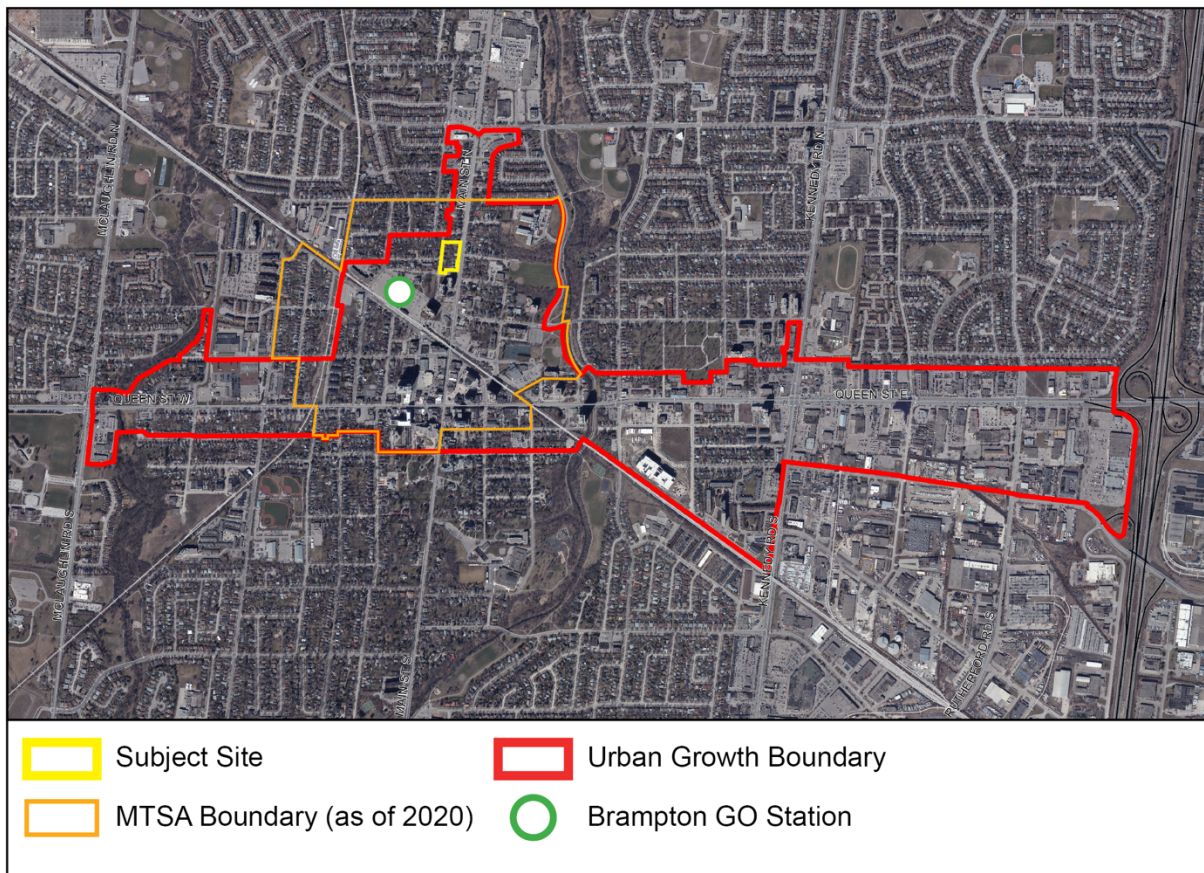 MCLAUGHLIN RD N
MAIN ST N
KENNEDY RD N
QUEEN ST W
QUEEN ST E
MCLAUGHLIN RD S
MAIN ST S
KENNEDY RD S
RUTHERFORD RD S
Subject Site
Urban Growth Boundary
MTSA Boundary (as of 2020)
Brampton GO Station